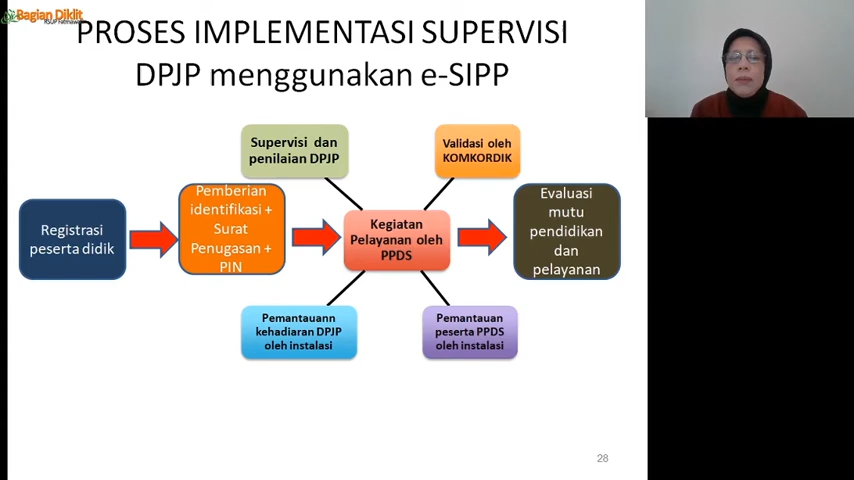 Bagian Diklit
RSUP Fatmawati
PROSES IMPLEMENTASI SUPERVISI
DPJP menggunakan e-SIPP
Supervisi dan
penilaian DPJP
Validasi oleh
KOMKORDIK
Registrasi
peserta didik
Pemberian
identifikasi +
Surat
Penugasan +
PIN
Kegiatan
Pelayanan oleh
PPDS
Evaluasi
mutu
pendidikan
dan
pelayanan
Pemantauann
kehadiaran DPJP
oleh instalasi
Pemantauan
peserta PPDS
oleh instalasi
28